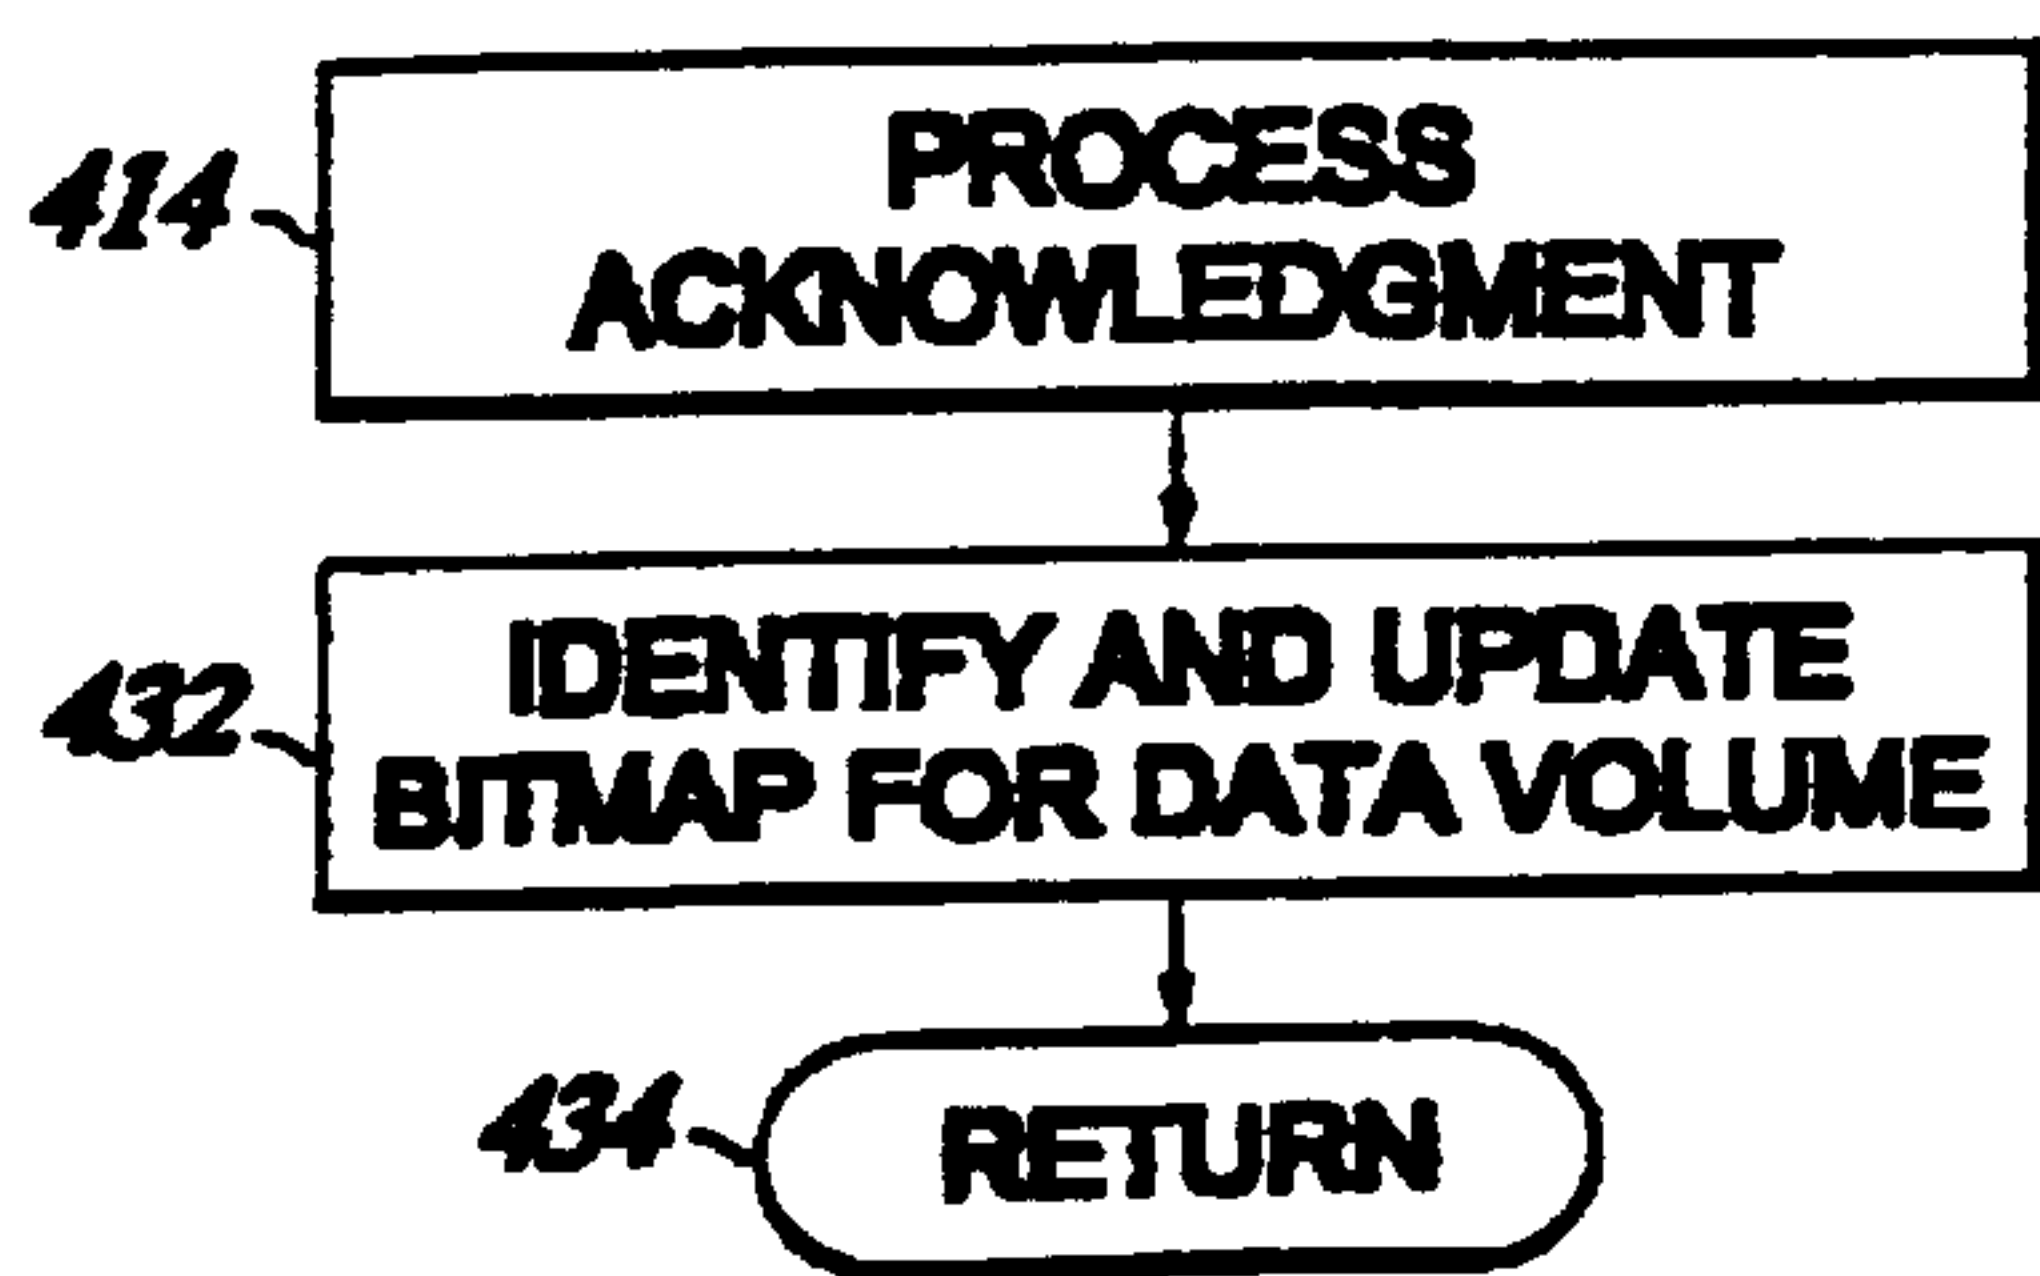 414
PROCESS
ACKNOWLEDGMENT
432
IDENTIFY AND UPDATE
BITMAP FOR DATA VOLUME
434
RETURN